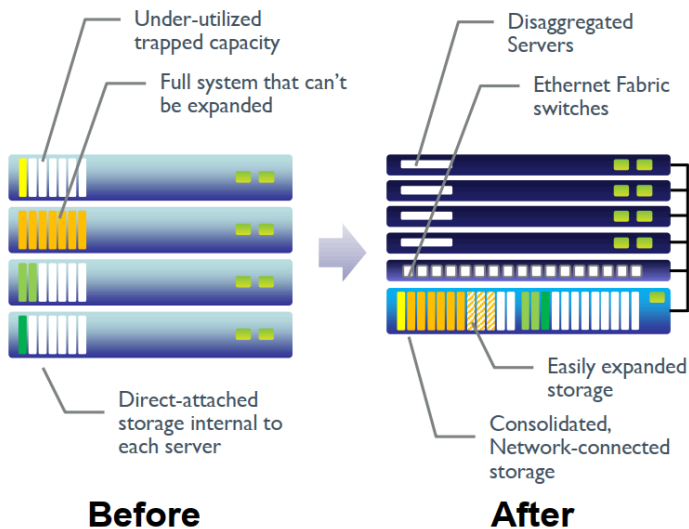 Under-utilized
trapped capacity
Full system that can't
be expanded
Direct-attached
storage internal to
each server
Before
Disaggregated
Servers
Ethernet Fabric
switches
Easily expanded
storage
Consolidated,
Network-connected
storage
After